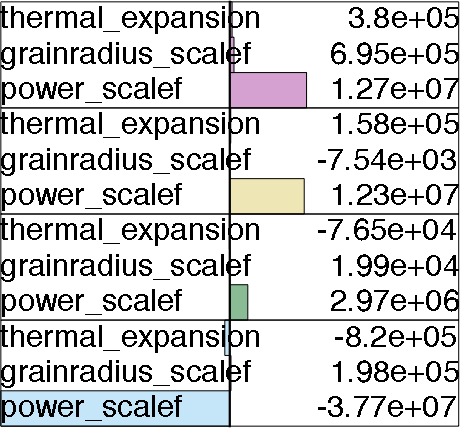 thermal_expansion 3.8e+05
grainradius_scalef 6.95e+05
power_scalef 1.27e+07
thermal_expansion 1.58e+05
grainradius_scalef -7.54e+03
power_scalef 1.23e+07
thermal_expansion -7.65e+04
grainradius_scalef 1.99e+04
power_scalef 2.97e+06
thermal_expansion -8.2e+05
grainradius_scalef 1.98e+05
power_scalef -3.77e+07